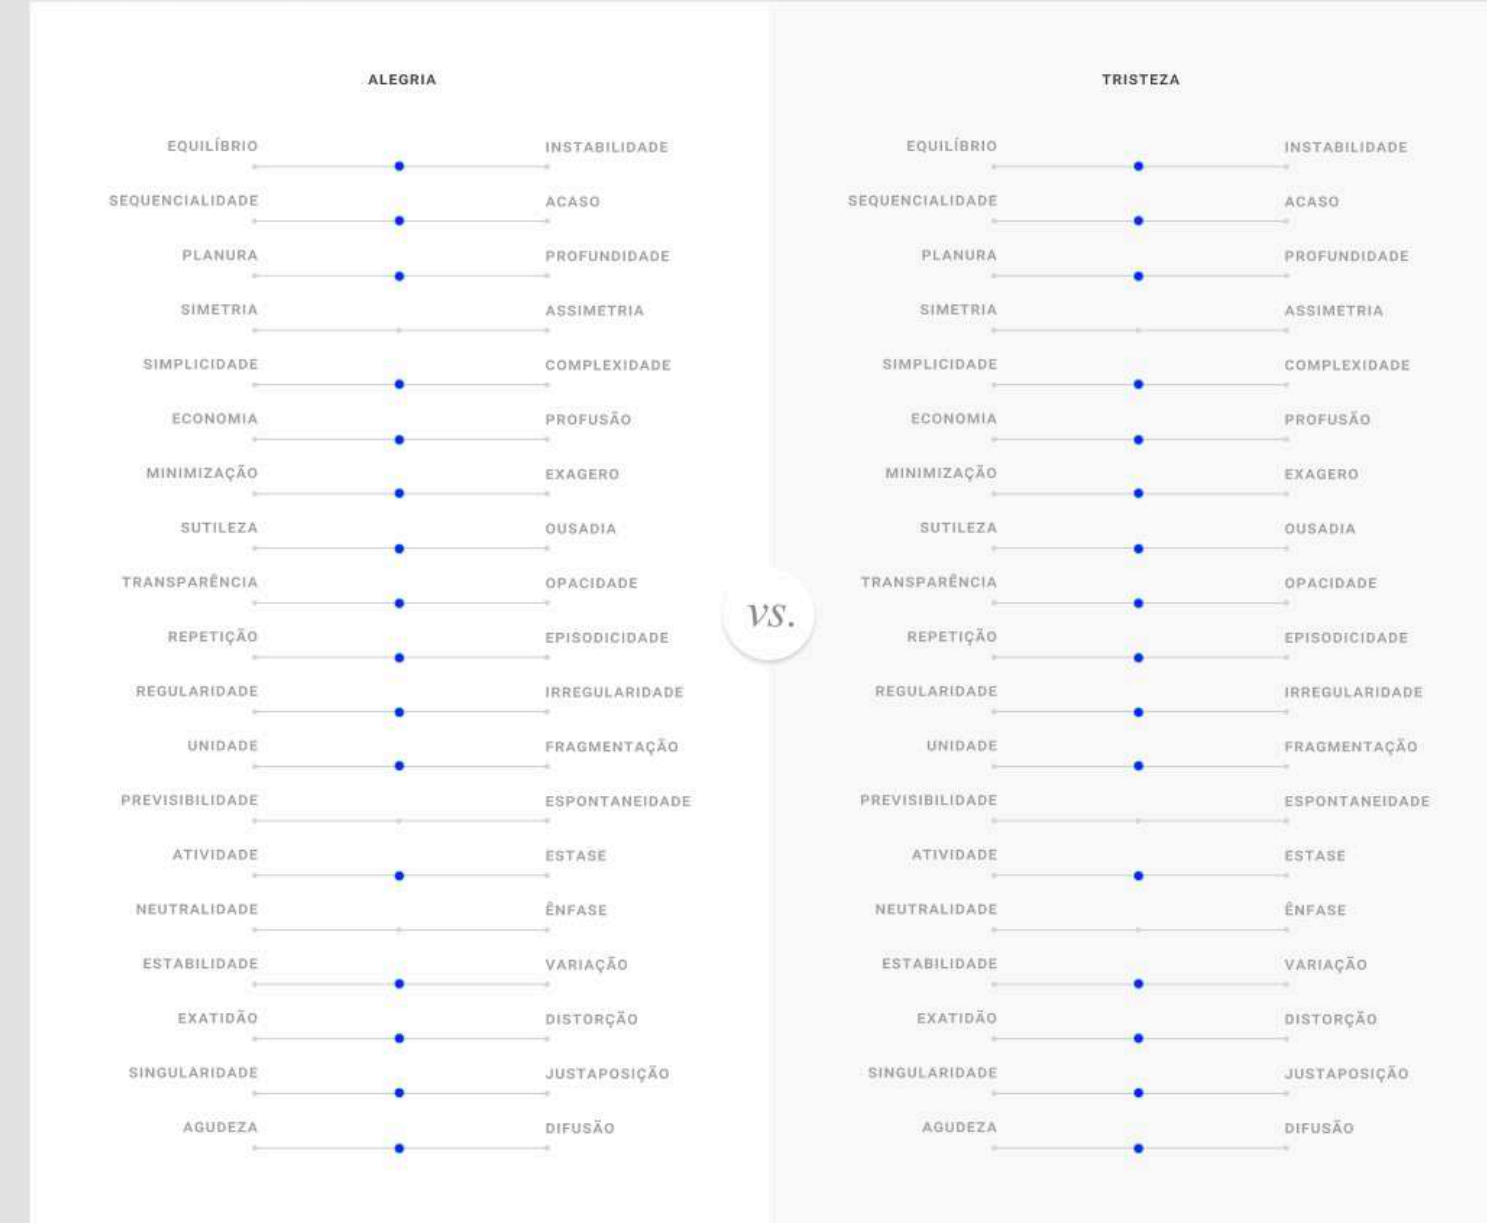 ALEGRIA
EQUILÍBRIO INSTABILIDADE
SEQUENCIALIDADE ACASO
PLANURA PROFUNDIDADE
SIMETRIA ASSIMETRIA
SIMPLICIDADE COMPLEXIDADE
ECONOMIA PROFUSÃO
MINIMIZAÇÃO EXAGERO
SUTILEZA OUSADIA
TRANSPARÊNCIA OPACIDADE
REPETIÇÃO EPISODICIDADE
REGULARIDADE IRREGULARIDADE
UNIDADE FRAGMENTAÇÃO
PREVISIBILIDADE ESPONTANEIDADE
ATIVIDADE ESTASE
NEUTRALIDADE ÊNFASE
ESTABILIDADE VARIAÇÃO
EXATIDÃO DISTORÇÃO
SINGULARIDADE JUSTAPOSIÇÃO
AGUDEZA DIFUSÃO
vs.
TRISTEZA
EQUILÍBRIO INSTABILIDADE
SEQUENCIALIDADE ACASO
PLANURA PROFUNDIDADE
SIMETRIA ASSIMETRIA
SIMPLICIDADE COMPLEXIDADE
ECONOMIA PROFUSÃO
MINIMIZAÇÃO EXAGERO
SUTILEZA OUSADIA
TRANSPARÊNCIA OPACIDADE
REPETIÇÃO EPISODICIDADE
REGULARIDADE IRREGULARIDADE
UNIDADE FRAGMENTAÇÃO
PREVISIBILIDADE ESPONTANEIDADE
ATIVIDADE ESTASE
NEUTRALIDADE ÊNFASE
ESTABILIDADE VARIAÇÃO
EXATIDÃO DISTORÇÃO
SINGULARIDADE JUSTAPOSIÇÃO
AGUDEZA DIFUSÃO